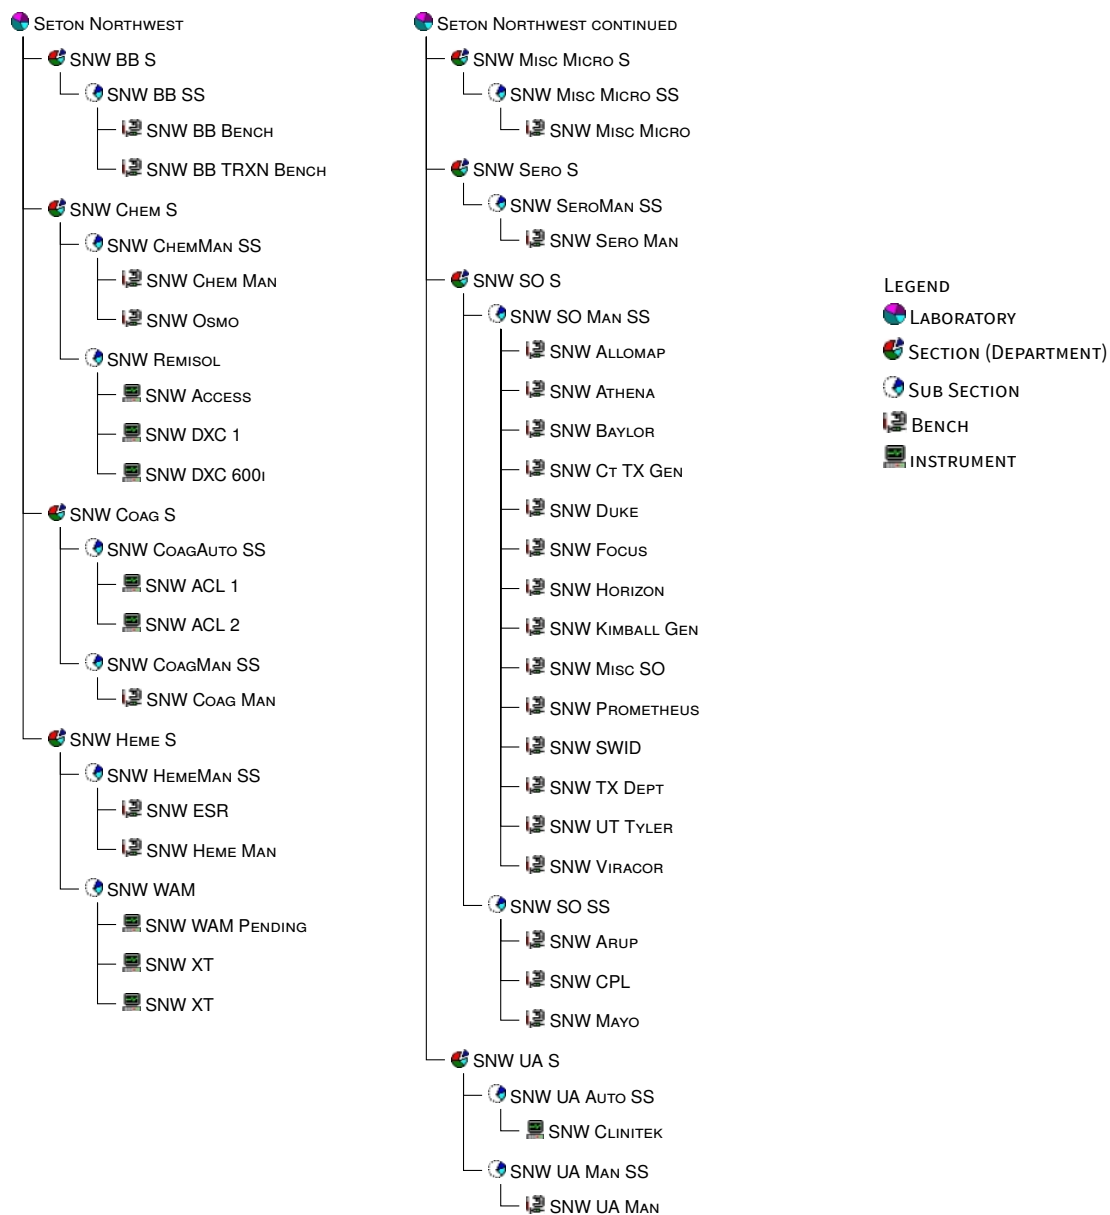 Seton Northwest
SNW BB S
SNW BB SS
SNW BB Bench
SNW BB TRXN Bench
SNW Chem S
SNW ChemMan SS
SNW Chem Man
SNW Osmo
SNW Remisol
SNW Access
SNW DXC 1
SNW DXC 600i
SNW Coag S
SNW CoagAuto SS
SNW ACL 1
SNW ACL 2
SNW CoagMan SS
SNW Coag Man
SNW Heme S
SNW HemeMan SS
SNW ESR
SNW Heme Man
SNW WAM
SNW WAM Pending
SNW XT
SNW XT
Seton Northwest continued
SNW Misc Micro S
SNW Misc Micro SS
SNW Misc Micro
SNW Sero S
SNW SeroMan SS
SNW Sero Man
SNW SO S
SNW SO Man SS
SNW Allomap
SNW Athena
SNW Baylor
SNW Ct TX Gen
SNW Duke
SNW Focus
SNW Horizon
SNW Kimball Gen
SNW Misc SO
SNW Prometheus
SNW SWID
SNW TX Dept
SNW UT Tyler
SNW Viracor
SNW SO SS
SNW Arup
SNW CPL
SNW Mayo
SNW UA S
SNW UA Auto SS
SNW Clinitek
SNW UA Man SS
SNW UA Man
Legend
Laboratory
Section (Department)
Sub Section
Bench
instrument